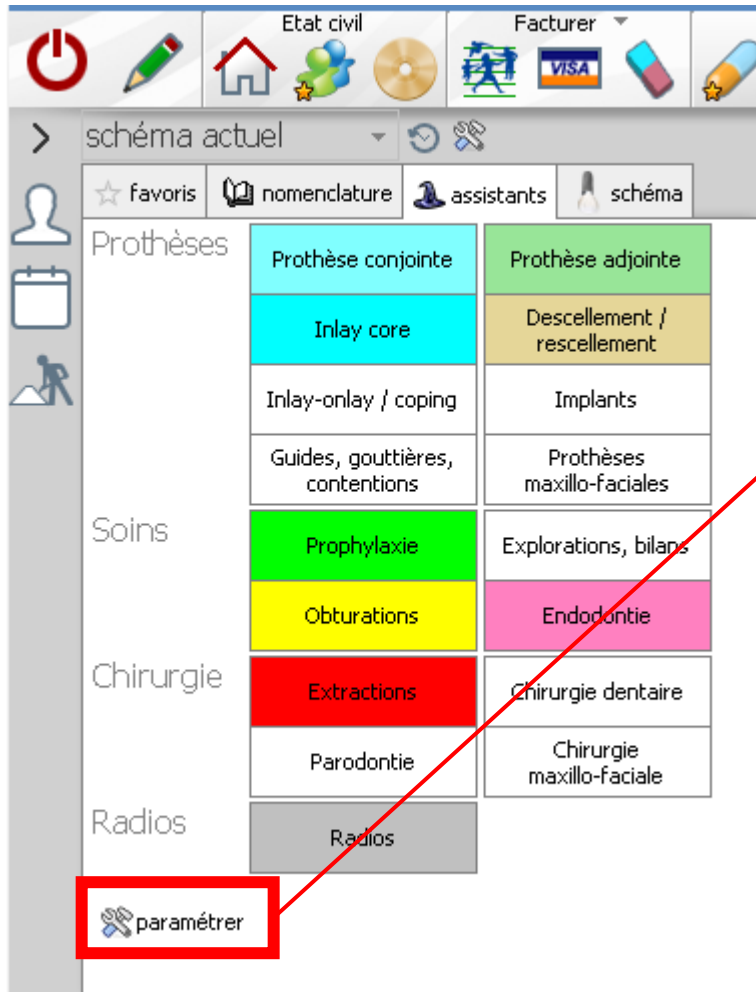 Etat civil
Facturer
VISA
schéma actuel
favoris
nomenclature
assistants
schéma
Prothèses
Prothèse conjointe
Prothèse adjointe
Inlay core
Descellement /
rescellement
Inlay-onlay / coping
Implants
Guides, gouttières,
contentions
Prothèses
maxillo-faciales
Soins
Prophylaxie
Explorations, bilans
Obturations
Endodontie
Chirurgie
Extractions
Chirurgie dentaire
Parodontie
Chirurgie
maxillo-faciale
Radios
Radios
paramétrer